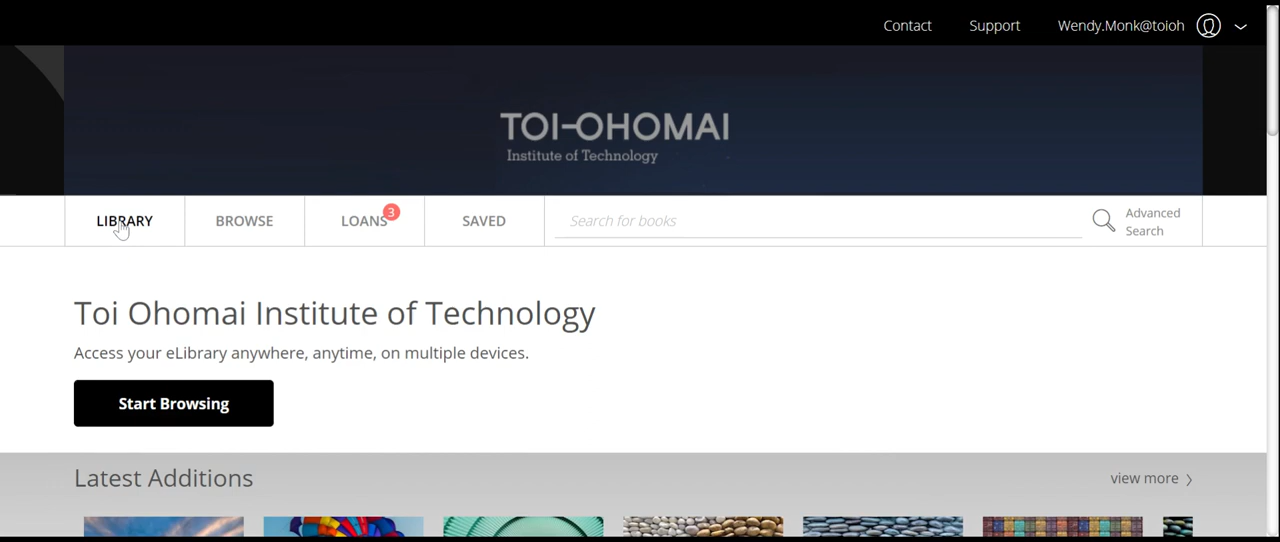 Contact Support Wendy.Monk@toioh
TOI-OHOMAI
Institute of Technology
LIBRARY BROWSE LOANS 3 SAVED Search for books Advanced Search
Toi Ohomai Institute of Technology
Access your eLibrary anywhere, anytime, on multiple devices.
Start Browsing
Latest Additions view more